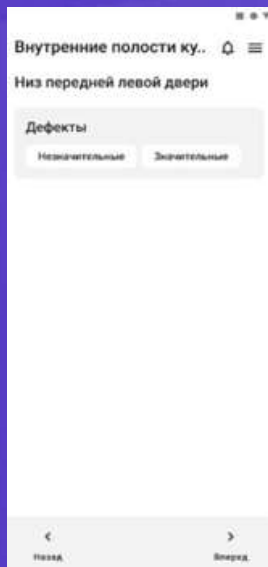 Внутренние полости ку..
Низ передней левой двери
Дефекты
Незначительные Значительные
Назад Вперед